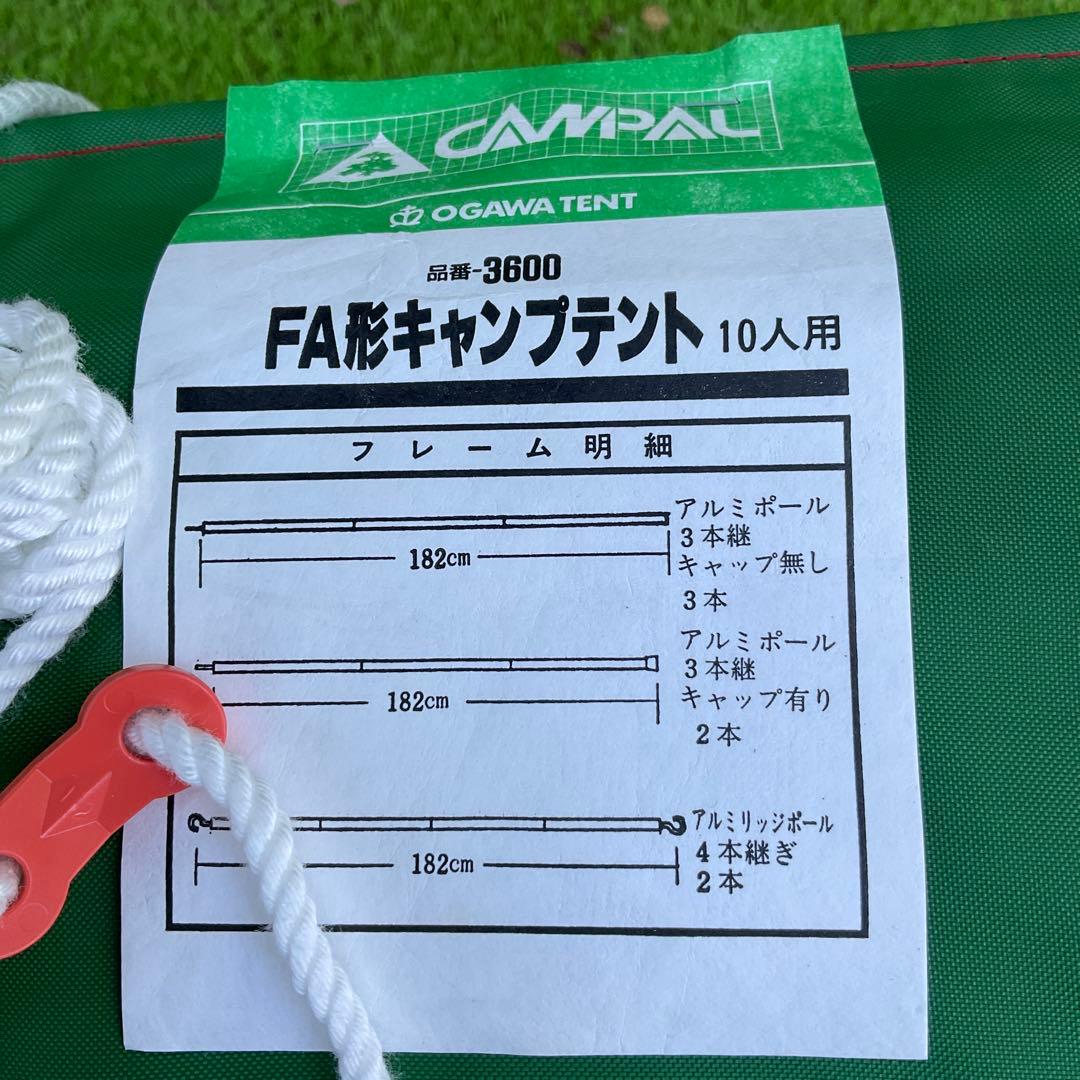 CAMPAL
OGAWA TENT
品番-3600
FA形キャンプテント 10人用
フレーム明細
アルミポール
3本継
キャップ無し
3本
182cm
アルミポール
3本継
キャップ有り
2本
182cm
アルミリッジポール
4本継ぎ
2本
182cm